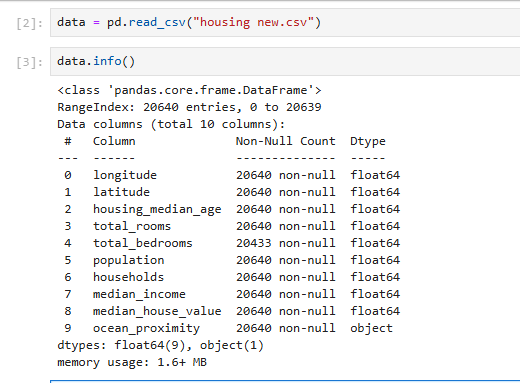 [2]: data = pd.read_csv("housing new.csv")
[3]: data.info()
<class 'pandas.core.frame.DataFrame'>
RangeIndex: 20640 entries, 0 to 20639
Data columns (total 10 columns):
 #   Column              Non-Null Count  Dtype
---  ------              --------------  -----
 0   longitude           20640 non-null  float64
 1   latitude            20640 non-null  float64
 2   housing_median_age  20640 non-null  float64
 3   total_rooms         20640 non-null  float64
 4   total_bedrooms      20433 non-null  float64
 5   population          20640 non-null  float64
 6   households          20640 non-null  float64
 7   median_income       20640 non-null  float64
 8   median_house_value  20640 non-null  float64
 9   ocean_proximity     20640 non-null  object
dtypes: float64(9), object(1)
memory usage: 1.6+ MB